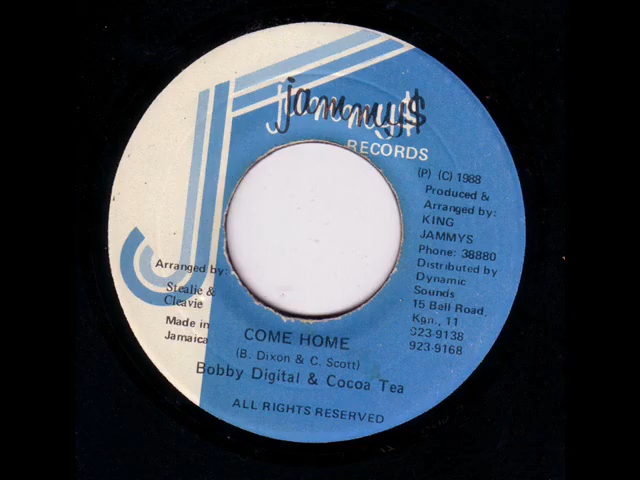 jammy$
RECORDS
(P) (C) 1988
Produced &
Arranged by:
KING
JAMMYS
Phone: 38880
Distributed by
Dynamic
Sounds
15 Bell Road,
Kgn., 11
923-9138
923-9168
Arranged by:
Stealie &
Cleavie
Made in
Jamaica
COME HOME
(B. Dixon & C. Scott)
Bobby Digital & Cocoa Tea
ALL RIGHTS RESERVED